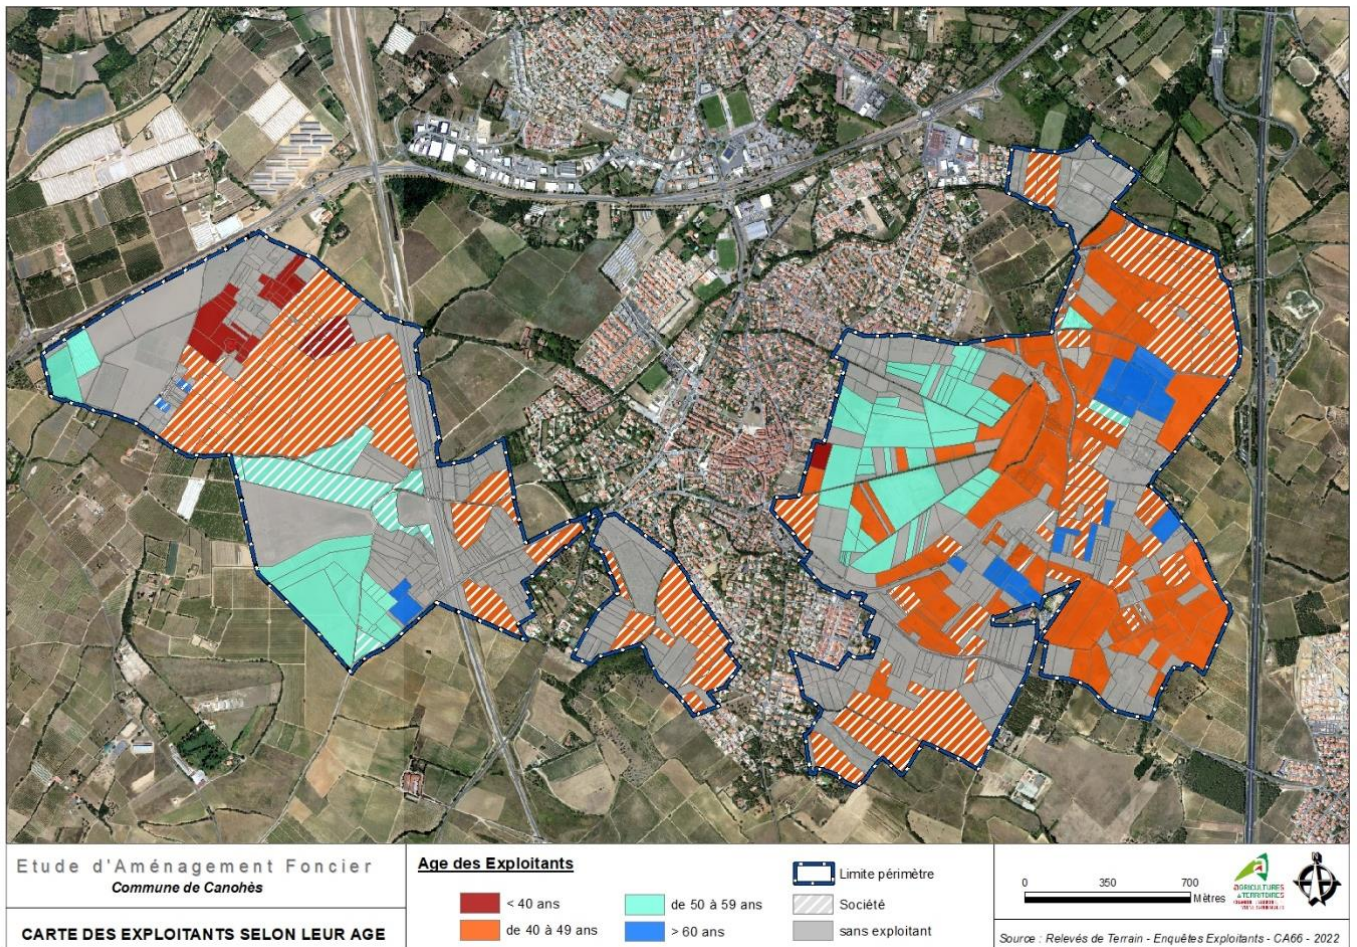 Etude d'Aménagement Foncier
Commune de Canohès
CARTE DES EXPLOITANTS SELON LEUR AGE
Age des Exploitants
< 40 ans
de 40 à 49 ans
de 50 à 59 ans
> 60 ans
Limite périmètre
Société
sans exploitant
0 350 700
Mètres
AGRICULTURES
& TERRITOIRES
Source : Relevés de Terrain - Enquêtes Exploitants - CA66 - 2022